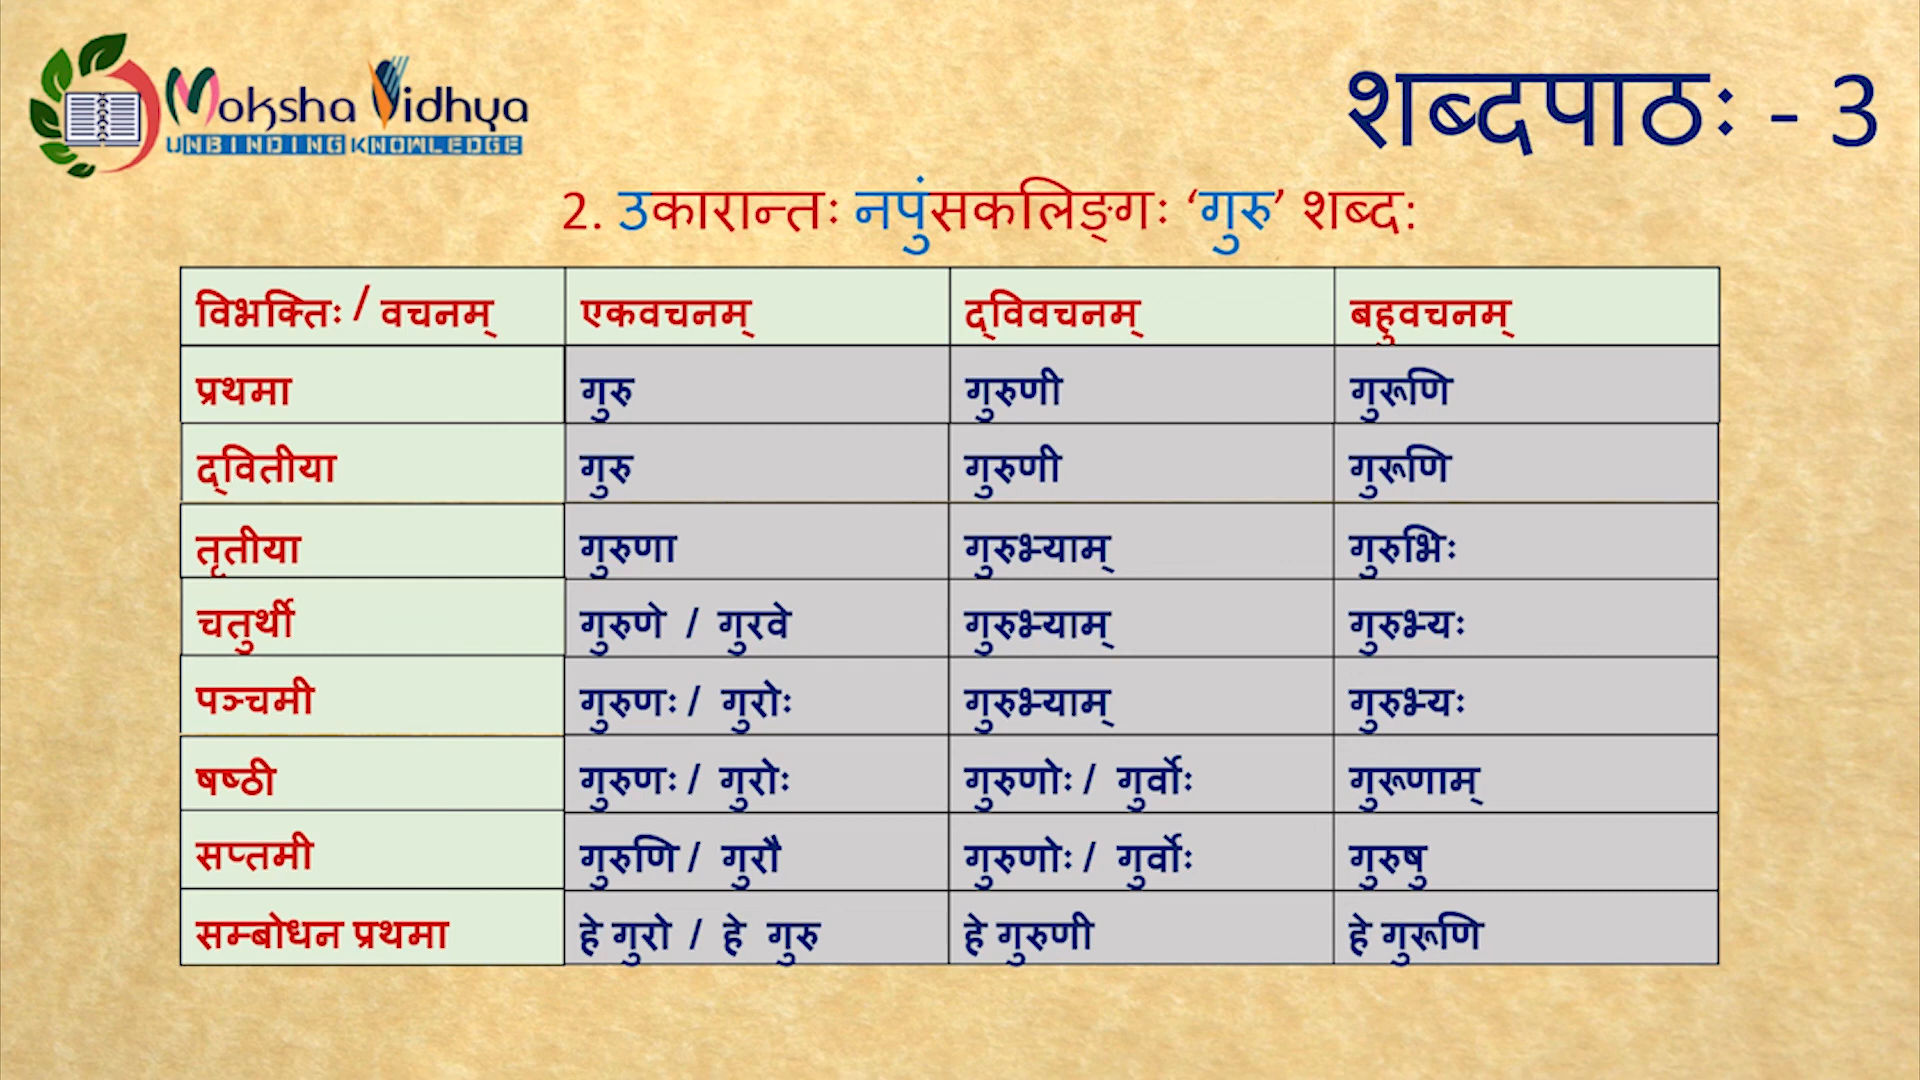 Moksha Vidhya
UNBINDING KNOWLEDGE
शब्दपाठः - 3
2. उकारान्तः नपुंसकलिङ्गः ‘गुरु’ शब्द:
विभक्तिः / वचनम् एकवचनम् द्विवचनम् बहुवचनम्
प्रथमा गुरु गुरुणी गुरूणि
द्वितीया गुरु गुरुणी गुरूणि
तृतीया गुरुणा गुरुभ्याम् गुरुभिः
चतुर्थी गुरुणे / गुरवे गुरुभ्याम् गुरुभ्यः
पञ्चमी गुरुणः / गुरोः गुरुभ्याम् गुरुभ्यः
षष्ठी गुरुणः / गुरोः गुरुणोः / गुर्वोः गुरूणाम्
सप्तमी गुरुणि / गुरौ गुरुणोः / गुर्वोः गुरुषु
सम्बोधन प्रथमा हे गुरो / हे गुरु हे गुरुणी हे गुरूणि